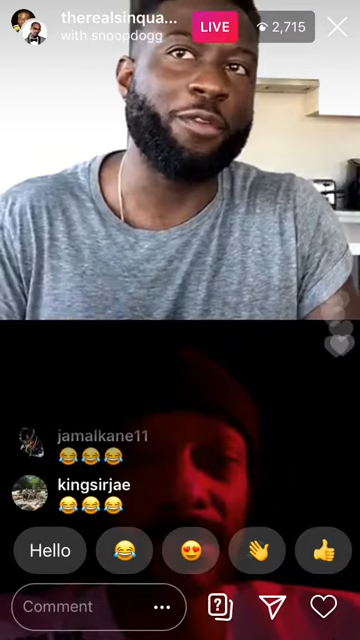 therealsinqua...
with snoopdogg
LIVE
2,715
jamalkane11
😂😂😂
kingsirjae
😂😂😂
Hello 😂 😍 👋 👍
Comment ...